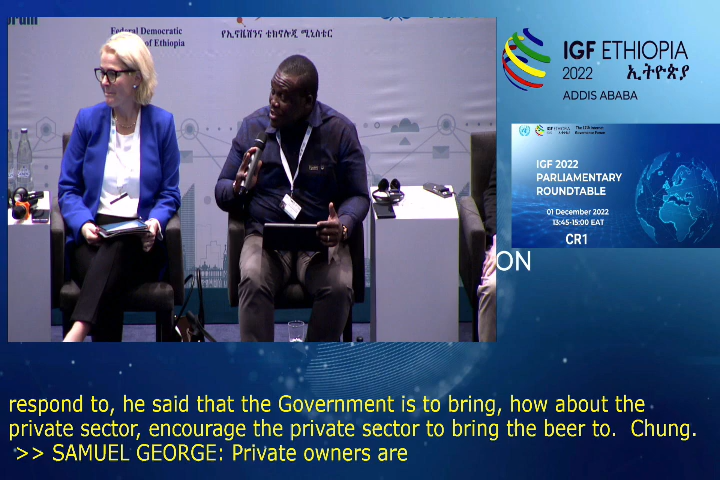 orum
Federal Democratic
of Ethiopia
የኢኖቬሽንና ቴክኖሎጂ ሚኒስቴር
IGF ETHIOPIA
2022 ኢትዮጵያ
ADDIS ABABA
IGF 2022
PARLIAMENTARY
ROUNDTABLE
01 December 2022
13:45-15:00 EAT
CR1
ON
respond to, he said that the Government is to bring, how about the
private sector, encourage the private sector to bring the beer to. Chung.
>> SAMUEL GEORGE: Private owners are